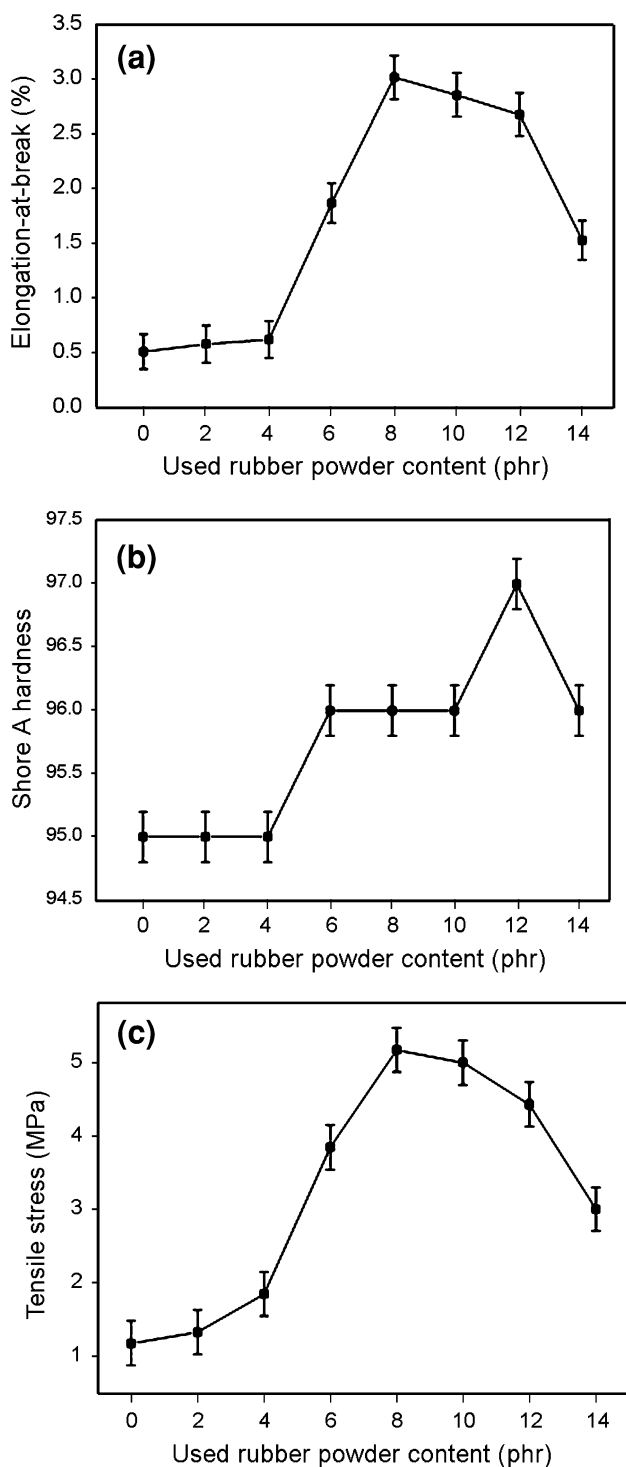 (a)
Elongation-at-break (%)
3.5
3.0
2.5
2.0
1.5
1.0
0.5
0.0
0 2 4 6 8 10 12 14
Used rubber powder content (phr)
(b)
Shore A hardness
97.5
97.0
96.5
96.0
95.5
95.0
94.5
0 2 4 6 8 10 12 14
Used rubber powder content (phr)
(c)
Tensile stress (MPa)
5
4
3
2
1
0 2 4 6 8 10 12 14
Used rubber powder content (phr)